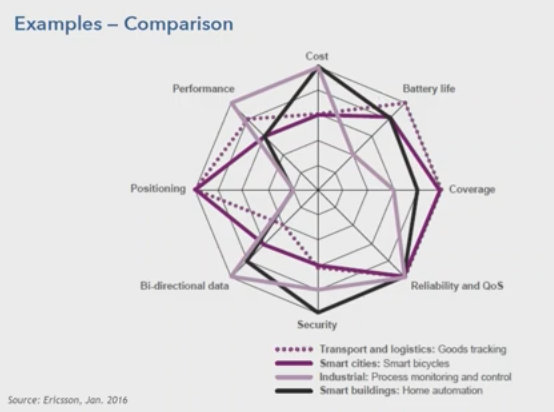 Examples – Comparison
Cost
Performance
Battery life
Positioning
Coverage
Bi-directional data
Reliability and QoS
Security
Transport and logistics: Goods tracking
Smart cities: Smart bicycles
Industrial: Process monitoring and control
Smart buildings: Home automation
Source: Ericsson, Jan. 2016